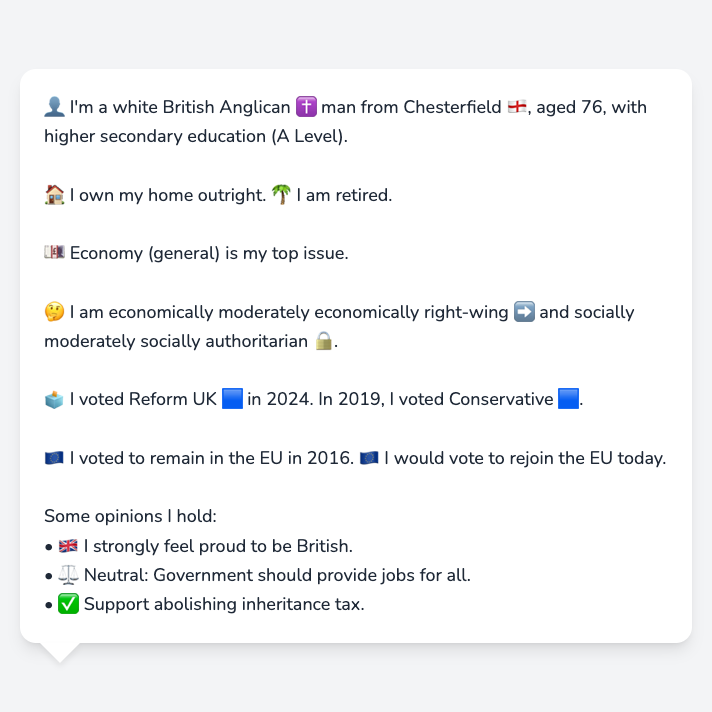 👤 I'm a white British Anglican ✝️ man from Chesterfield 🏴󠁧󠁢󠁥󠁮󠁧󠁿, aged 76, with
higher secondary education (A Level).
🏠 I own my home outright. 🌴 I am retired.
💷 Economy (general) is my top issue.
🤔 I am economically moderately economically right-wing ➡️ and socially
moderately socially authoritarian 🔒.
🗳️ I voted Reform UK 🟦 in 2024. In 2019, I voted Conservative 🟦.
🇪🇺 I voted to remain in the EU in 2016. 🇪🇺 I would vote to rejoin the EU today.
Some opinions I hold:
• 🇬🇧 I strongly feel proud to be British.
• ⚖️ Neutral: Government should provide jobs for all.
• ✅ Support abolishing inheritance tax.